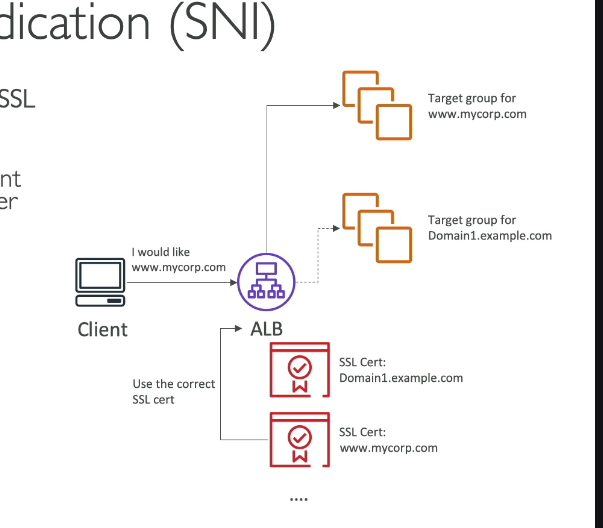 dication (SNI)
SSL
nt
er
Target group for
www.mycorp.com
Target group for
Domain1.example.com
I would like
www.mycorp.com
Client
ALB
Use the correct
SSL cert
SSL Cert:
Domain1.example.com
SSL Cert:
www.mycorp.com
....